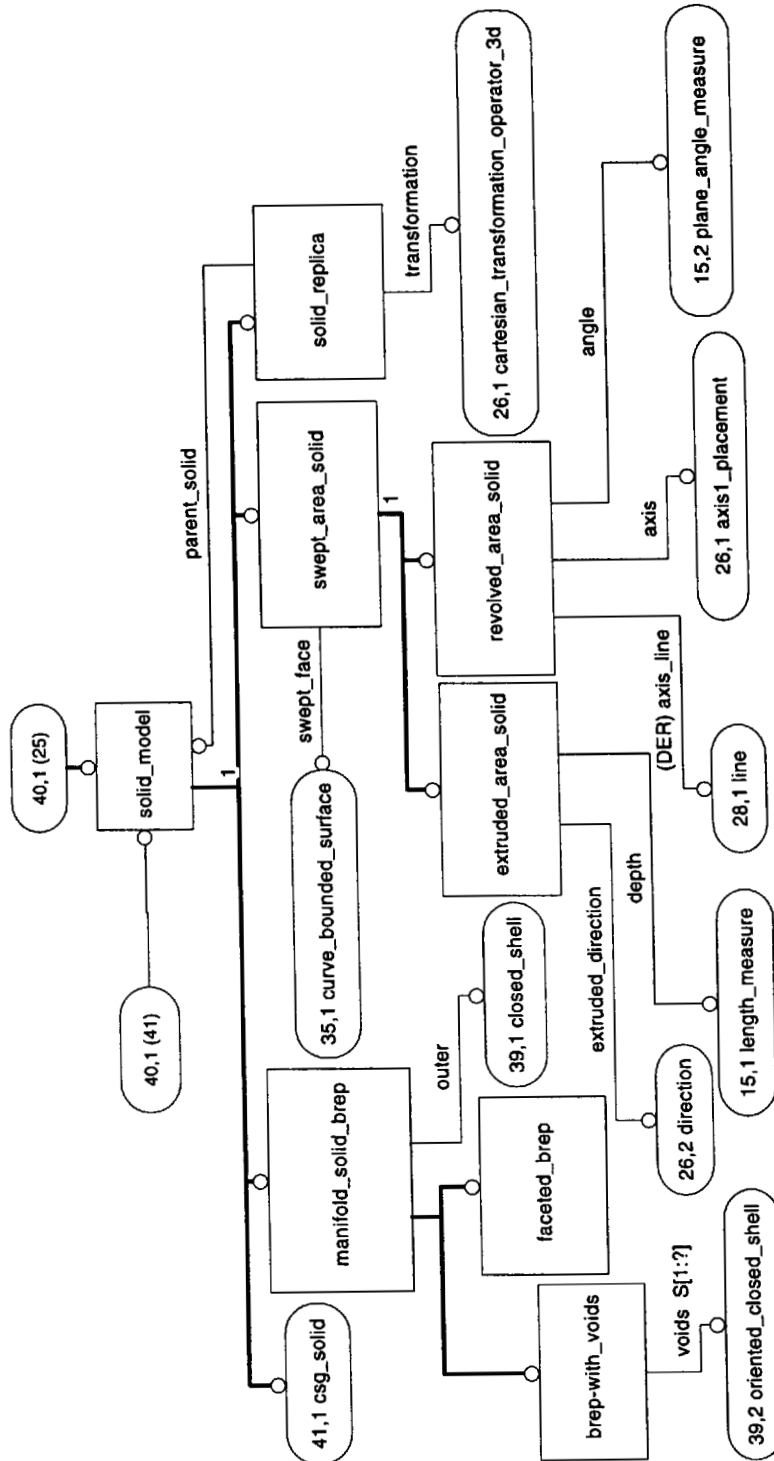 40,1 (25)
40,1 (41)
solid_model
parent_solid
1
41,1 csg_solid
manifold_solid_brep
35,1 curve_bounded_surface
swept_face
swept_area_solid
solid_replica
outer
1
transformation
39,1 closed_shell
26,1 cartesian_transformation_operator_3d
brep-with_voids
faceted_brep
extruded_area_solid
revolved_area_solid
voids S[1:?]
extruded_direction
depth
(DER) axis_line
axis
angle
39,2 oriented_closed_shell
26,2 direction
15,1 length_measure
28,1 line
26,1 axis1_placement
15,2 plane_angle_measure